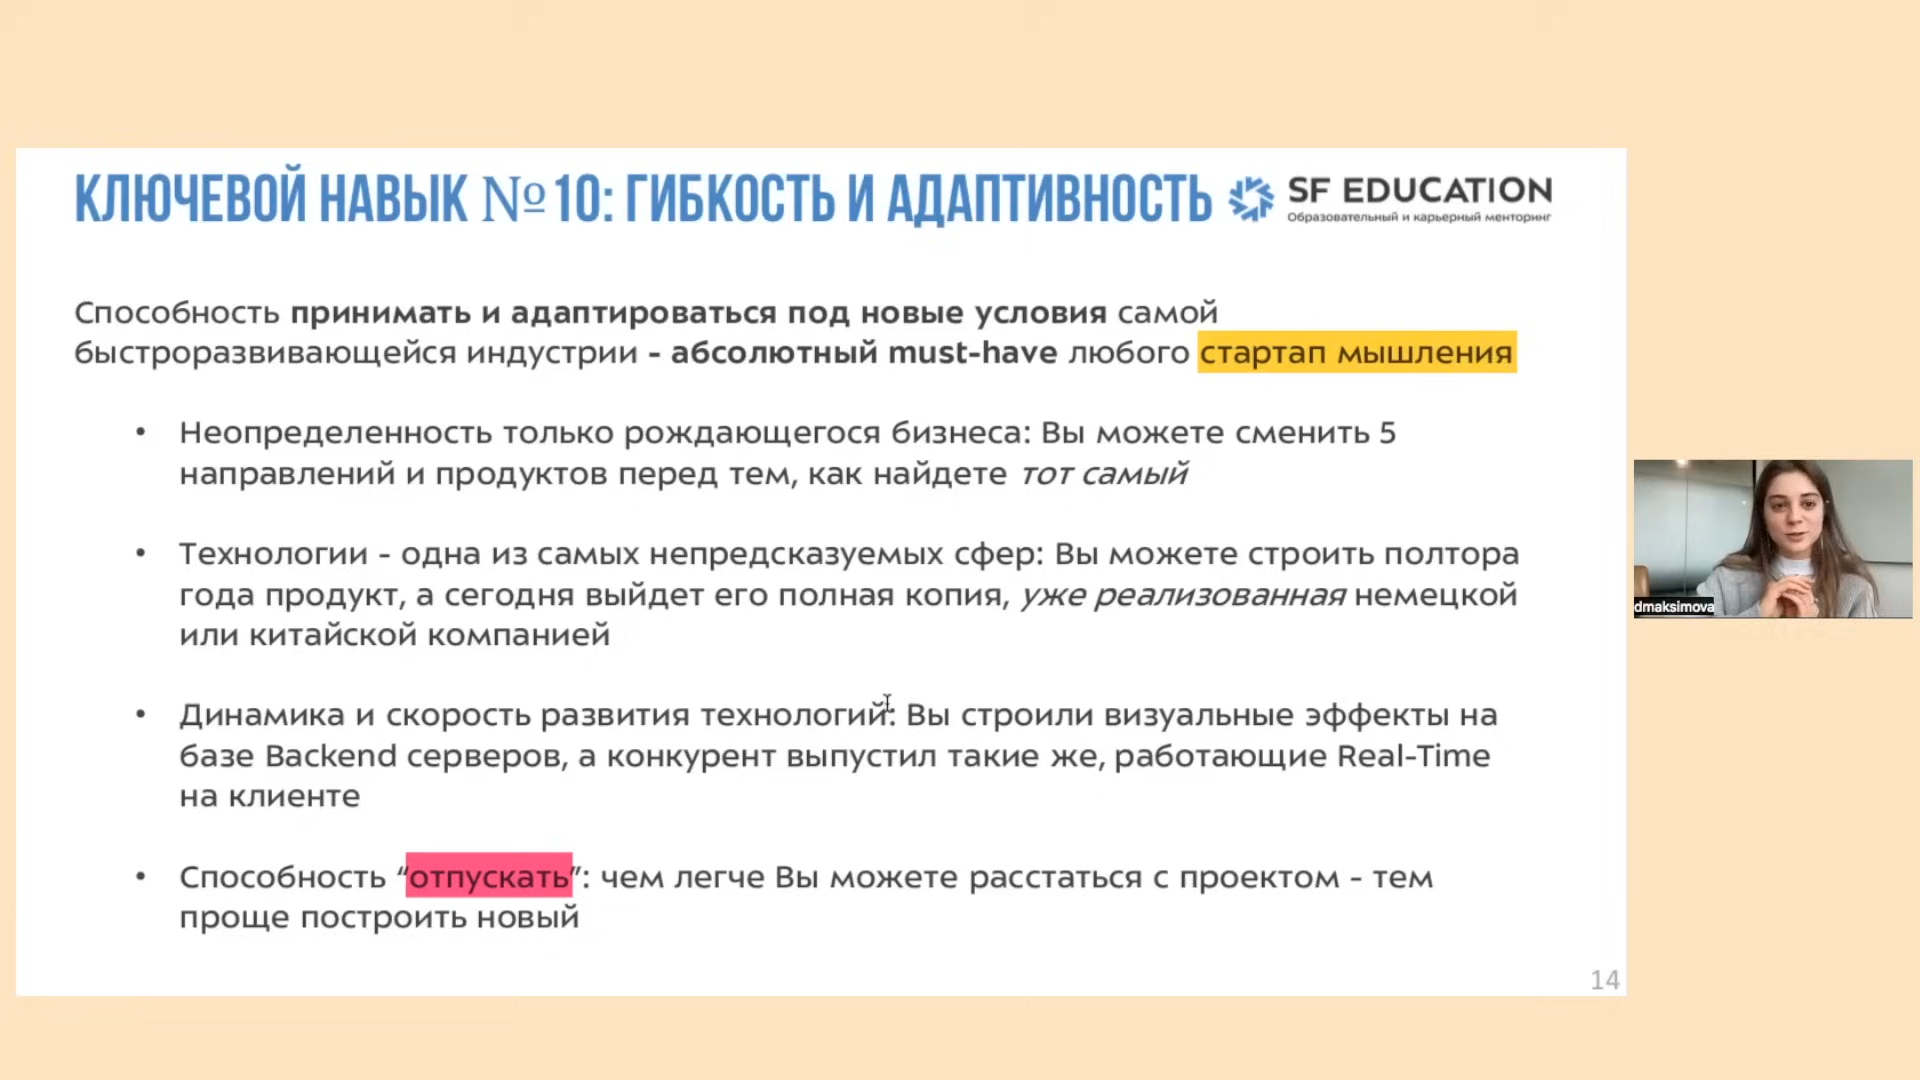 КЛЮЧЕВОЙ НАВЫК №10: ГИБКОСТЬ И АДАПТИВНОСТЬ
SF EDUCATION
Образовательный и карьерный менторинг
Способность принимать и адаптироваться под новые условия самой
быстроразвивающейся индустрии - абсолютный must-have любого стартап мышления
• Неопределенность только рождающегося бизнеса: Вы можете сменить 5
направлений и продуктов перед тем, как найдете тот самый
• Технологии - одна из самых непредсказуемых сфер: Вы можете строить полтора
года продукт, а сегодня выйдет его полная копия, уже реализованная немецкой
или китайской компанией
• Динамика и скорость развития технологий: Вы строили визуальные эффекты на
базе Backend серверов, а конкурент выпустил такие же, работающие Real-Time
на клиенте
• Способность “отпускать”: чем легче Вы можете расстаться с проектом - тем
проще построить новый
14
dmaksimova